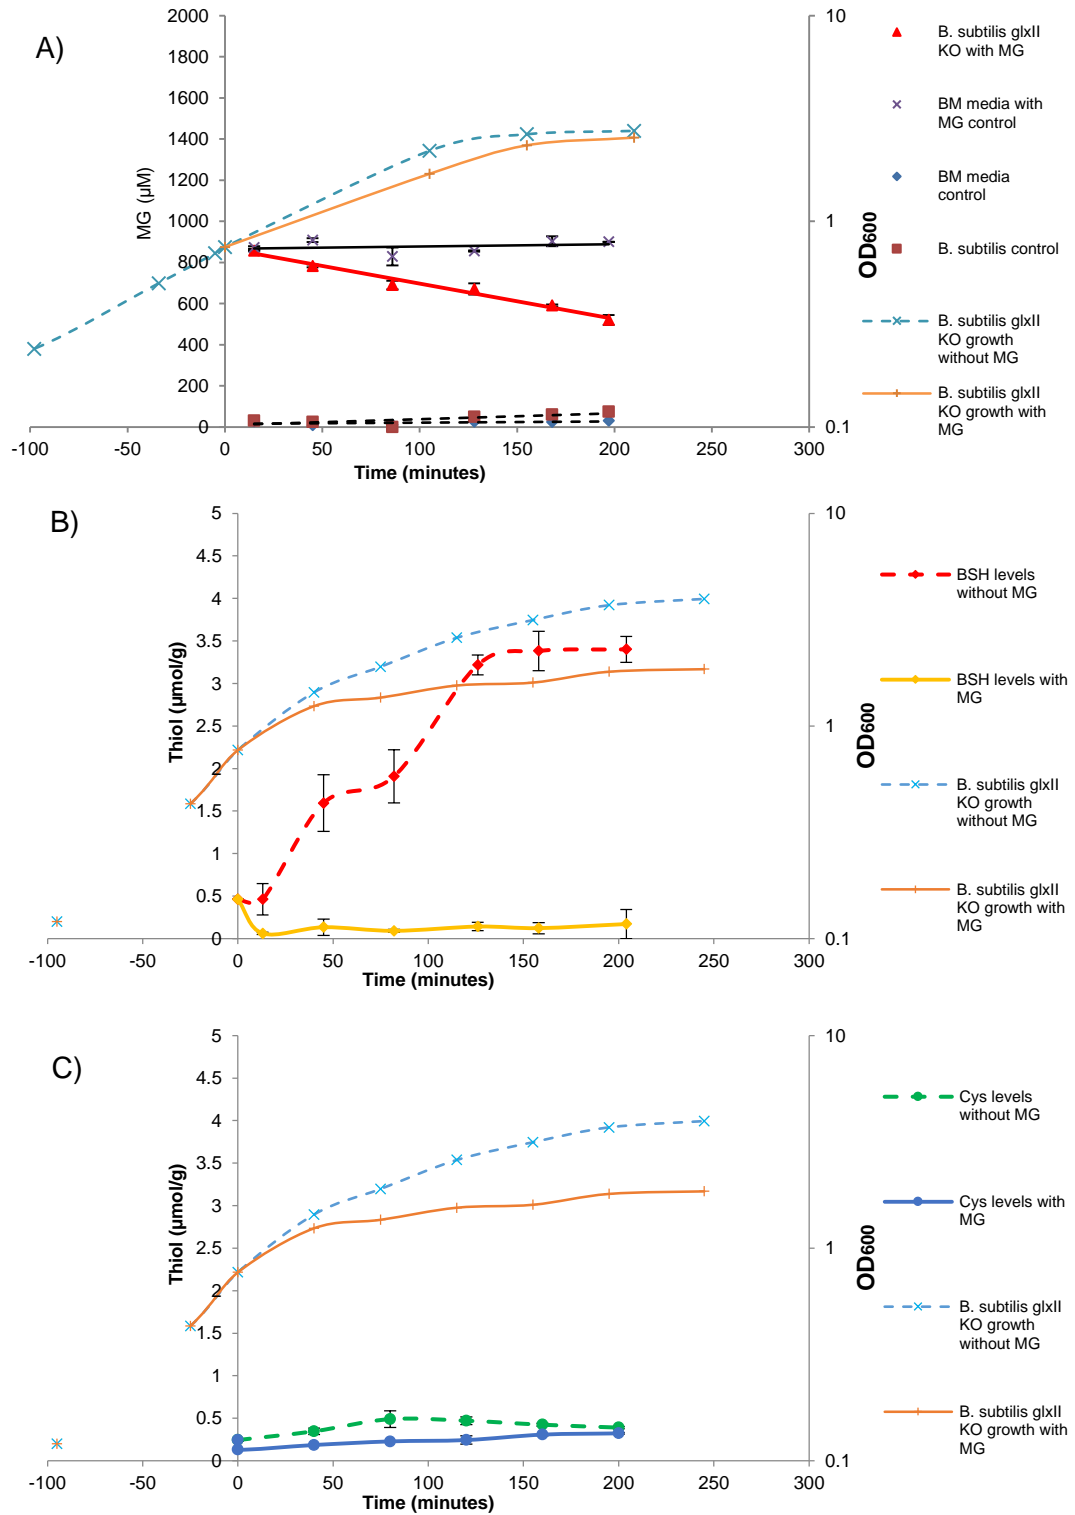 A)
2000
1800
1600
1400
1200
1000
800
600
400
200
0
MG (µM)
-100
-50
0
50
100
150
200
250
Time (minutes)
10
1
0.1
OD600
B. subtilis glxII
KO with MG
BM media with
MG control
BM media
control
B. subtilis control
B. subtilis glxII
KO growth
without MG
B. subtilis glxII
KO growth with
MG
B)
5
4.5
4
3.5
3
2.5
2
1.5
1
0.5
0
Thiol (µmol/g)
-100
-50
0
50
100
150
200
250
300
Time (minutes)
10
1
0.1
OD600
BSH levels
without MG
BSH levels with
MG
B. subtilis glxII
KO growth
without MG
B. subtilis glxII
KO growth with
MG
C)
5
4.5
4
3.5
3
2.5
2
1.5
1
0.5
0
Thiol (µmol/g)
-100
-50
0
50
100
150
200
250
300
Time (minutes)
10
1
0.1
OD600
Cys levels
without MG
Cys levels with
MG
B. subtilis glxII
KO growth
without MG
B. subtilis glxII
KO growth with
MG